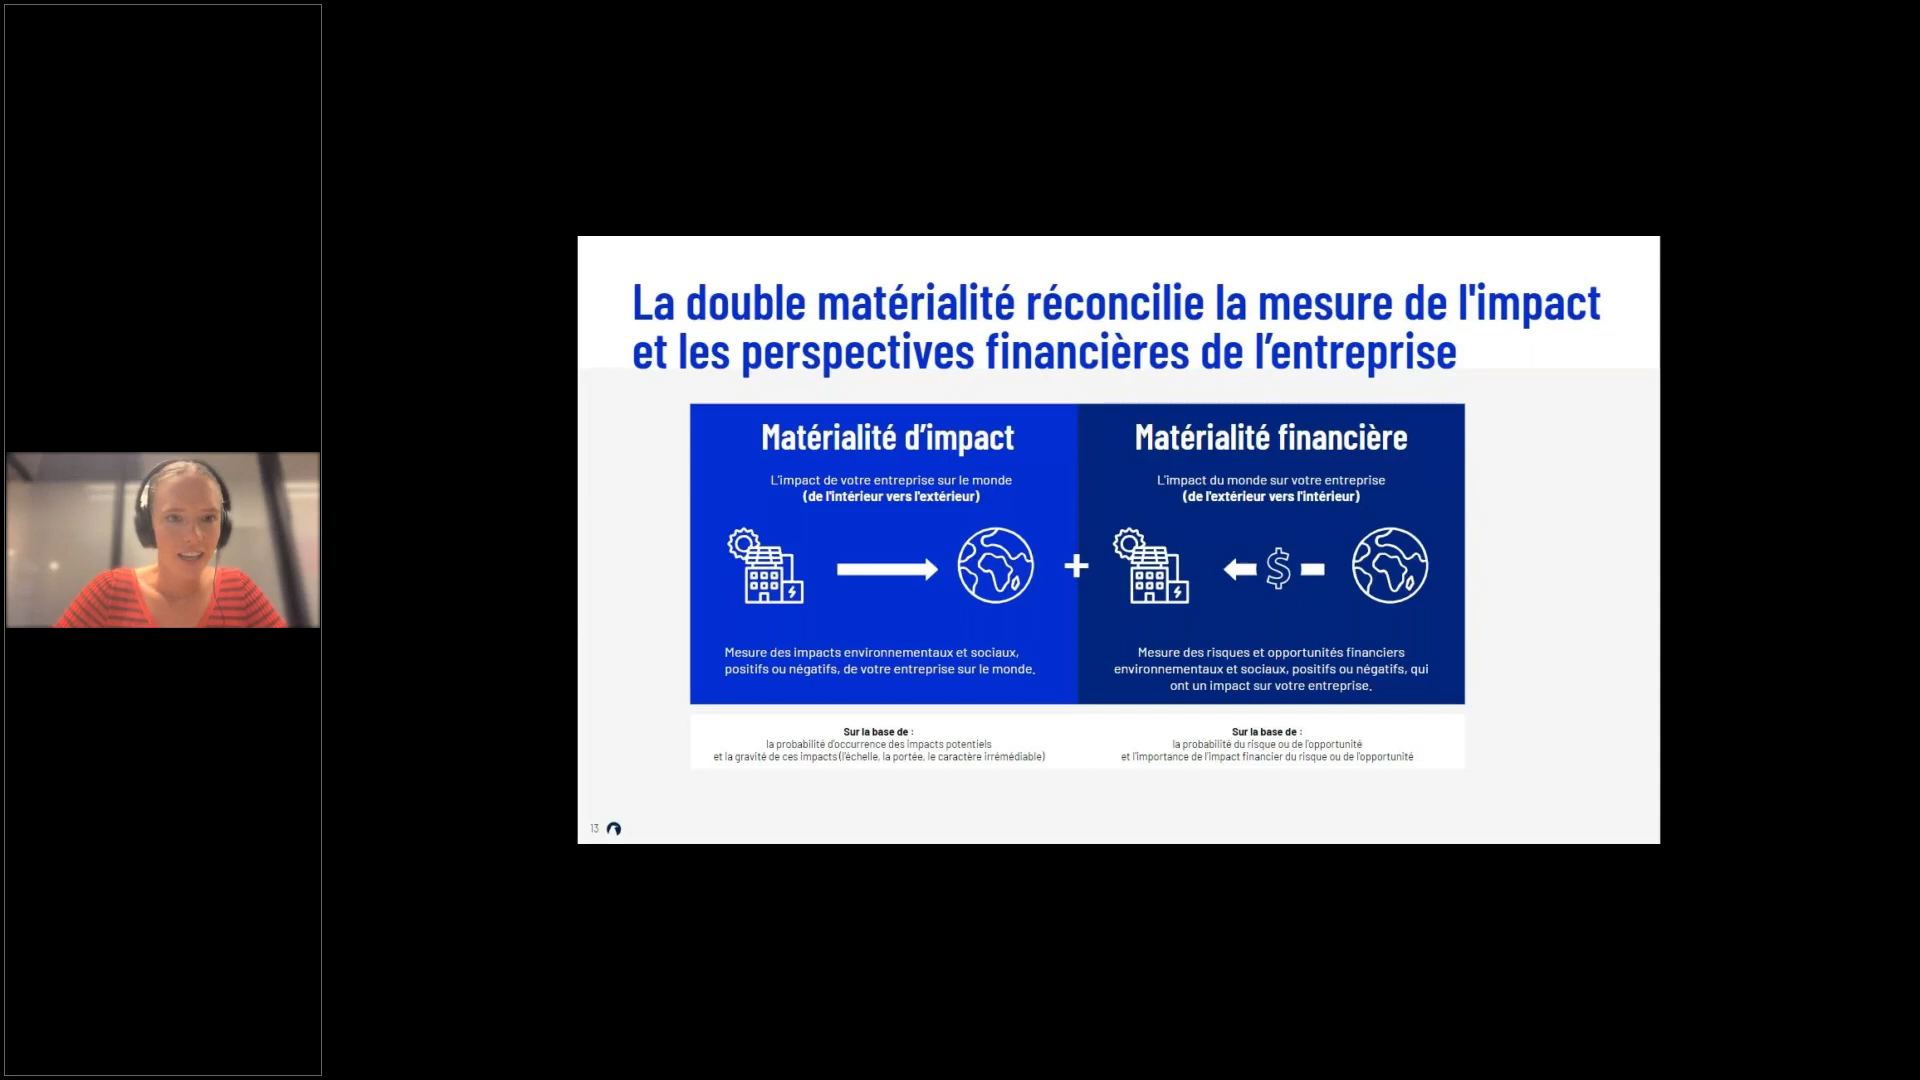 La double matérialité réconcilie la mesure de l'impact
et les perspectives financières de l’entreprise
Matérialité d’impact
L’impact de votre entreprise sur le monde
(de l'intérieur vers l'extérieur)
Mesure des impacts environnementaux et sociaux,
positifs ou négatifs, de votre entreprise sur le monde.
+
Matérialité financière
L’impact du monde sur votre entreprise
(de l'extérieur vers l'intérieur)
$
Mesure des risques et opportunités financiers
environnementaux et sociaux, positifs ou négatifs, qui
ont un impact sur votre entreprise.
Sur la base de :
la probabilité d'occurrence des impacts potentiels
et la gravité de ces impacts (l'échelle, la portée, le caractère irrémédiable)
Sur la base de :
la probabilité du risque ou de l'opportunité
et l'importance de l'impact financier du risque ou de l'opportunité
13